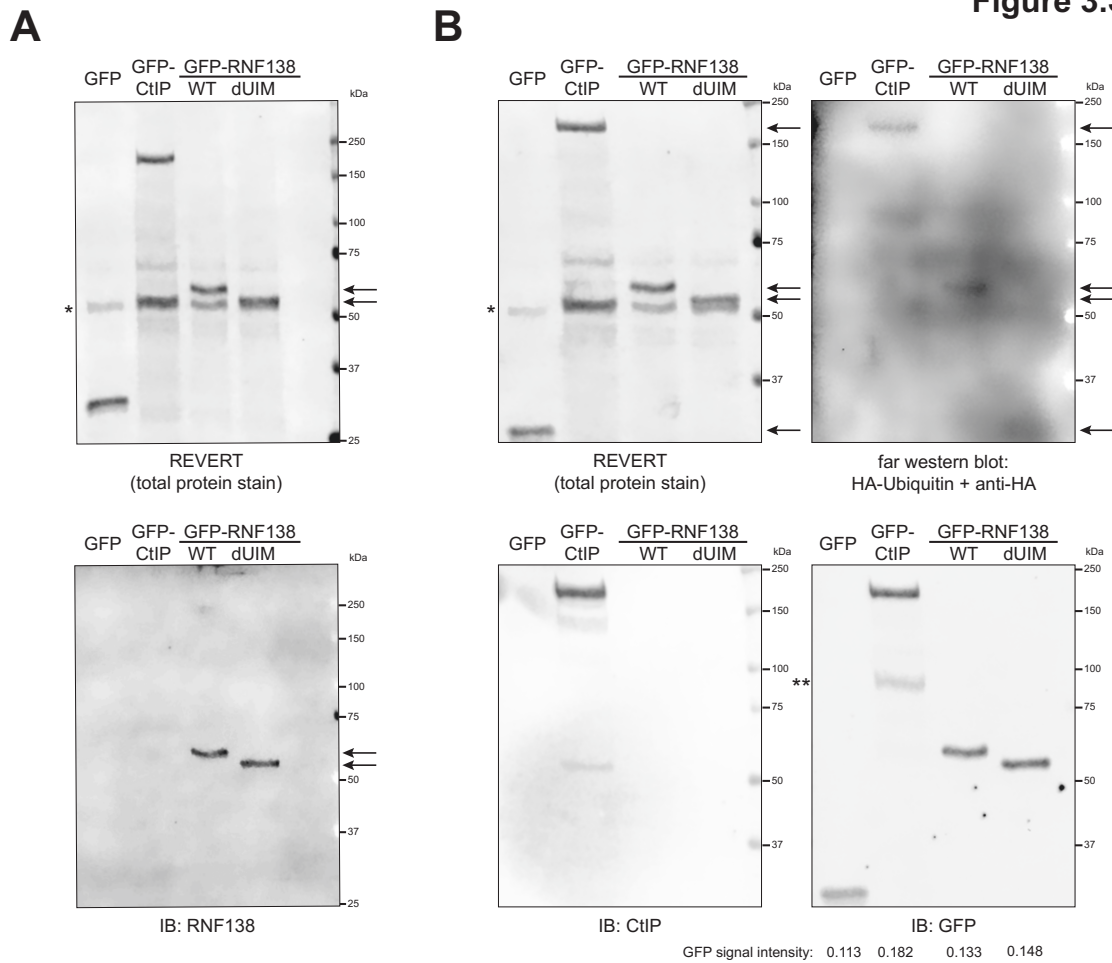 Figure 3.
A
B
GFP
GFP-
CtIP
GFP-RNF138
WT dUIM
kDa
250
150
100
75
50
37
25
*
REVERT
(total protein stain)
GFP
GFP-
CtIP
GFP-RNF138
WT dUIM
kDa
250
150
100
75
50
37
25
IB: RNF138
GFP
GFP-
CtIP
GFP-RNF138
WT dUIM
kDa
250
150
100
75
50
37
*
REVERT
(total protein stain)
GFP
GFP-
CtIP
GFP-RNF138
WT dUIM
kDa
250
150
100
75
50
37
far western blot:
HA-Ubiquitin + anti-HA
GFP
GFP-
CtIP
GFP-RNF138
WT dUIM
kDa
250
150
100
75
50
37
IB: CtIP
GFP
GFP-
CtIP
GFP-RNF138
WT dUIM
kDa
250
150
100
75
50
37
**
IB: GFP
GFP signal intensity: 0.113 0.182 0.133 0.148